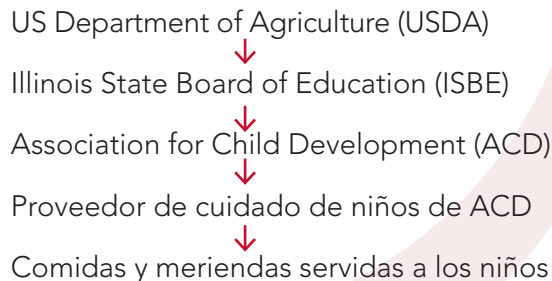 US Department of Agriculture (USDA)
Illinois State Board of Education (ISBE)
Association for Child Development (ACD)
Proveedor de cuidado de niños de ACD
Comidas y meriendas servidas a los niños